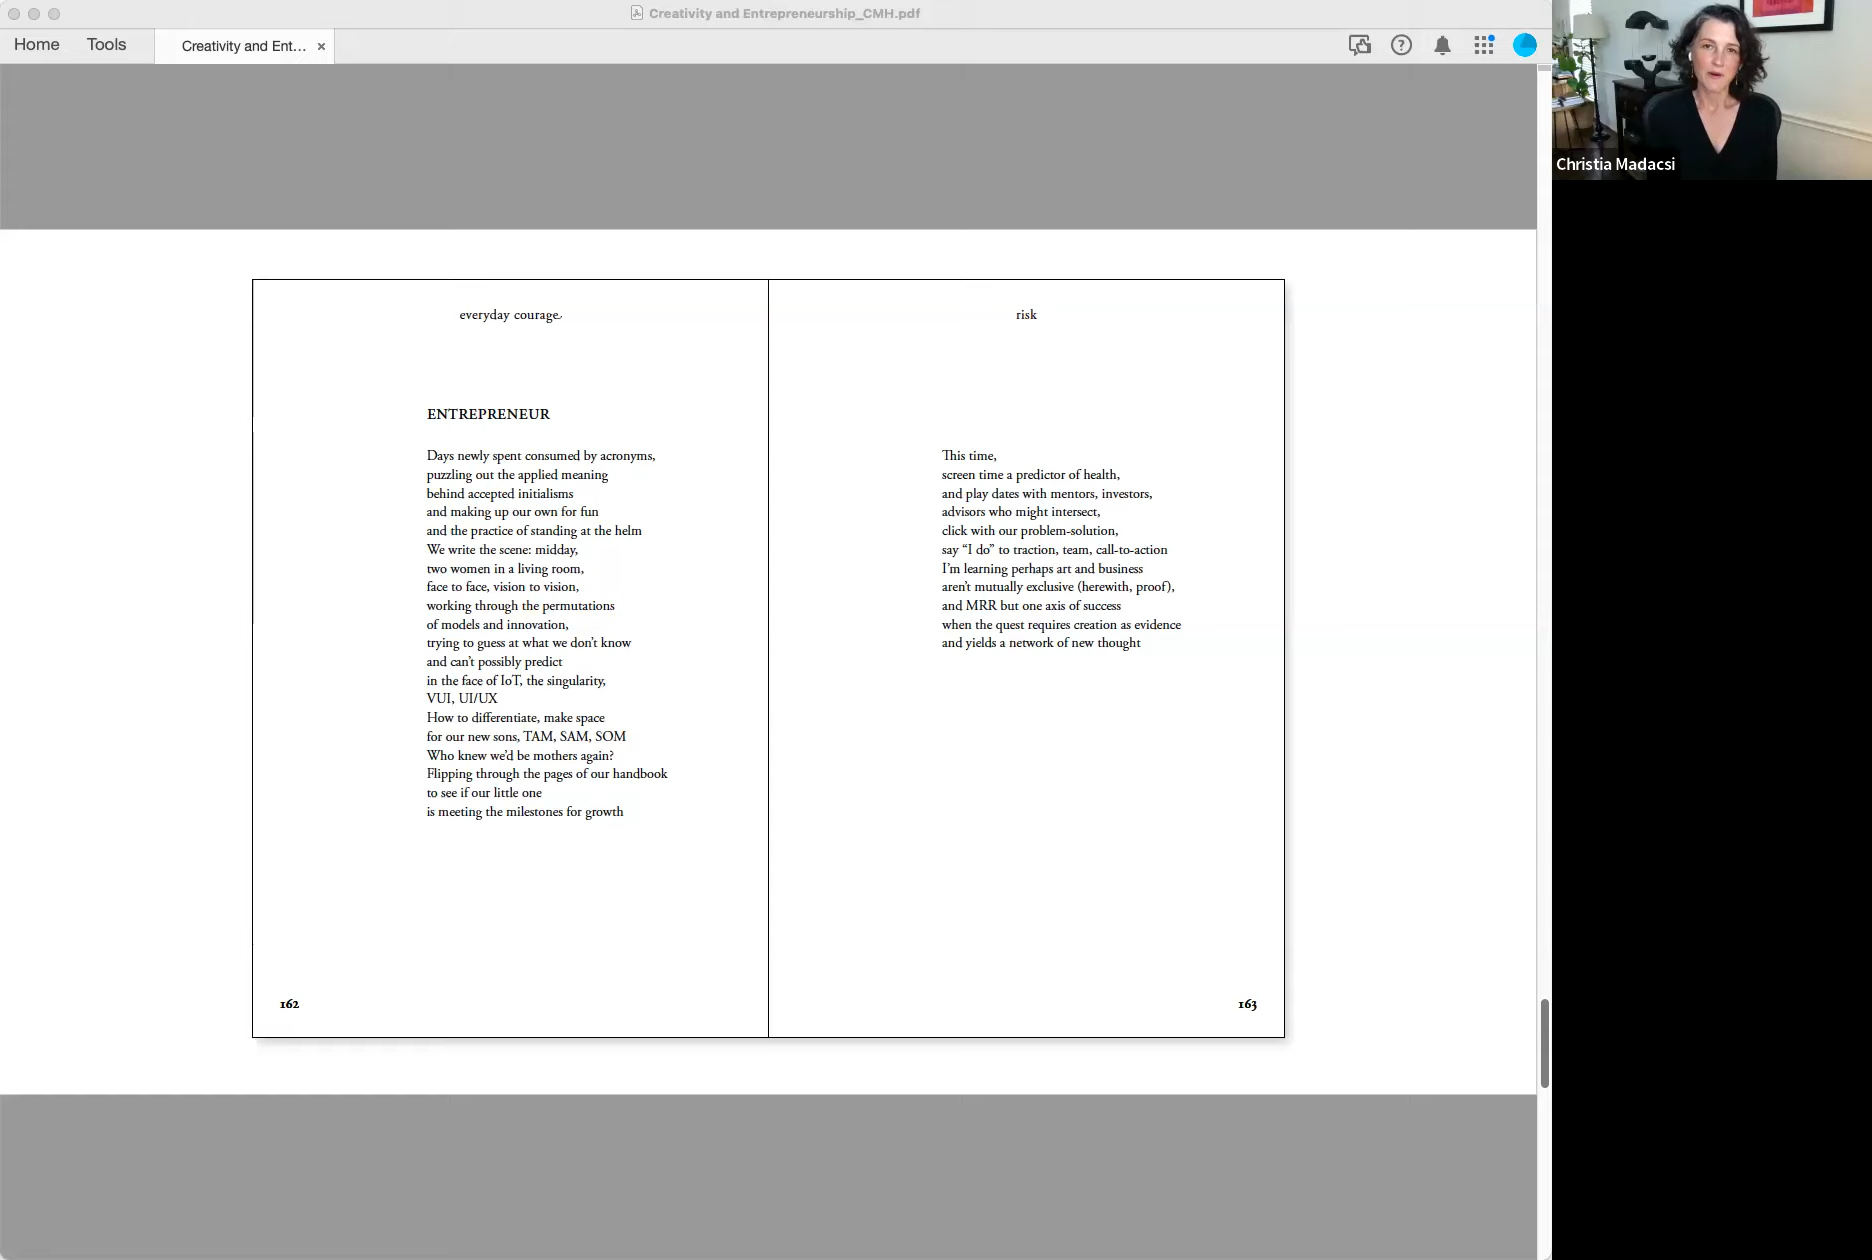 Creativity and Entrepreneurship_CMH.pdf
Home
Tools
Creativity and Ent...
Christia Madacsi
everyday courage
risk
ENTREPRENEUR
Days newly spent consumed by acronyms,
puzzling out the applied meaning
behind accepted initialisms
and making up our own for fun
and the practice of standing at the helm
We write the scene: midday,
two women in a living room,
face to face, vision to vision,
working through the permutations
of models and innovation,
trying to guess at what we don't know
and can't possibly predict
in the face of IoT, the singularity,
VUI, UI/UX
How to differentiate, make space
for our new sons, TAM, SAM, SOM
Who knew we'd be mothers again?
Flipping through the pages of our handbook
to see if our little one
is meeting the milestones for growth
162
This time,
screen time a predictor of health,
and play dates with mentors, investors,
advisors who might intersect,
click with our problem-solution,
say “I do” to traction, team, call-to-action
I'm learning perhaps art and business
aren't mutually exclusive (herewith, proof),
and MRR but one axis of success
when the quest requires creation as evidence
and yields a network of new thought
163